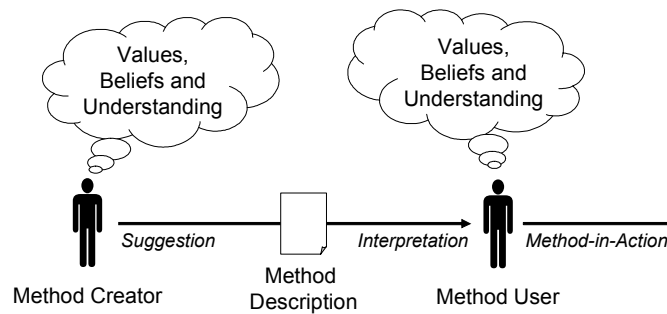 Values,
Beliefs and
Understanding
Values,
Beliefs and
Understanding
Suggestion
Interpretation
Method-in-Action
Method Creator
Method
Description
Method User